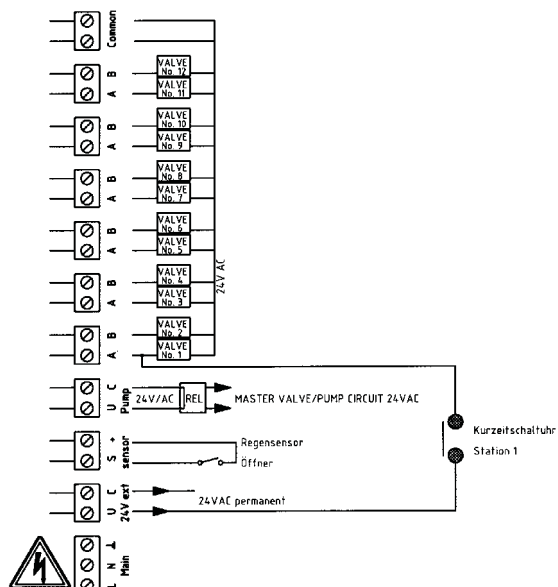 Common
B
VALVE
No. 12
A
VALVE
No. 11
B
VALVE
No. 10
A
VALVE
No. 9
B
VALVE
No. 8
A
VALVE
No. 7
B
VALVE
No. 6
A
VALVE
No. 5
B
VALVE
No. 4
A
VALVE
No. 3
24V AC
B
VALVE
No. 2
A
VALVE
No. 1
C
U
Pump
24V/AC
REL
MASTER VALVE/PUMP CIRCUIT 24VAC
+
S
sensor
Regensensor
Öffner
Kurzeitschaltuhr
Station 1
C
U
24V ext
24VAC permanent
N
L
Main